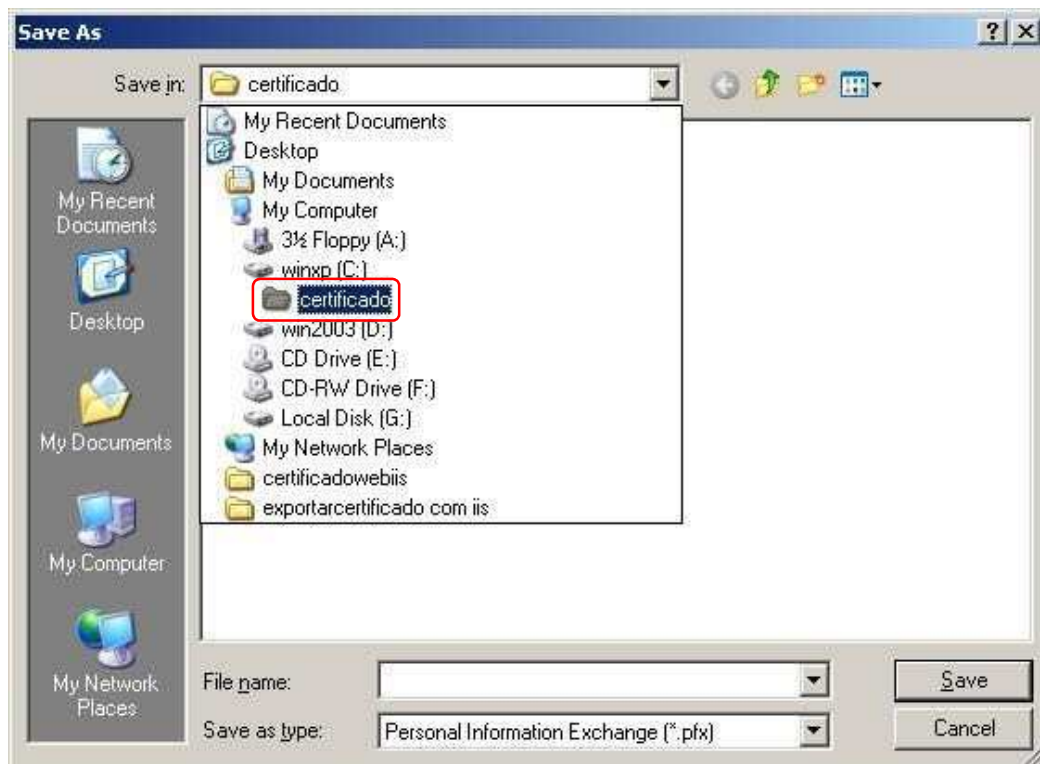 Save As
Save in:
certificado
My Recent Documents
Desktop
My Documents
My Computer
3½ Floppy (A:)
winxp (C:)
certificado
win2003 (D:)
CD Drive (E:)
CD-RW Drive (F:)
Local Disk (G:)
My Network Places
certificadowebiis
exportarcertificado com iis
My Recent
Documents
Desktop
My Documents
My Computer
My Network
Places
File name:
Save
Save as type:
Personal Information Exchange (*.pfx)
Cancel